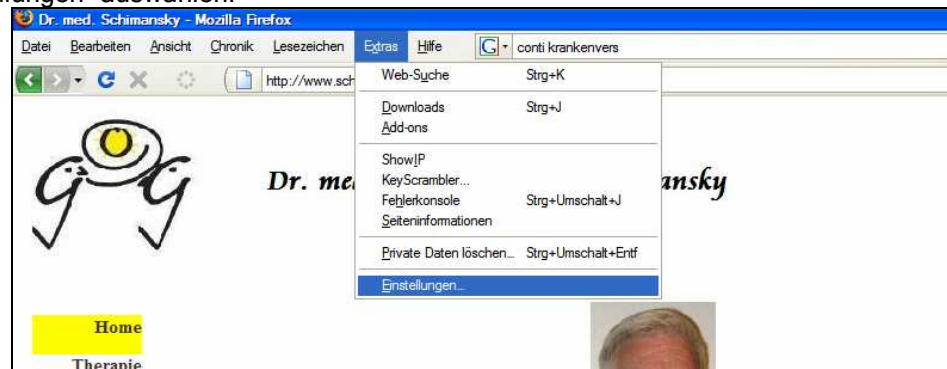 auswählen.
Dr. med. Schimansky - Mozilla Firefox
Datei Bearbeiten Ansicht Chronik Lesezeichen Extras Hilfe G conti krankenvers
http://www.sch
Web-Suche Strg+K
Downloads Strg+J
Add-ons
Dr. me ansky
ShowIP
KeyScrambler...
Fehlerkonsole Strg+Umschalt+J
Seiteninformationen
Private Daten löschen... Strg+Umschalt+Entf
Einstellungen...
Home
Therapie